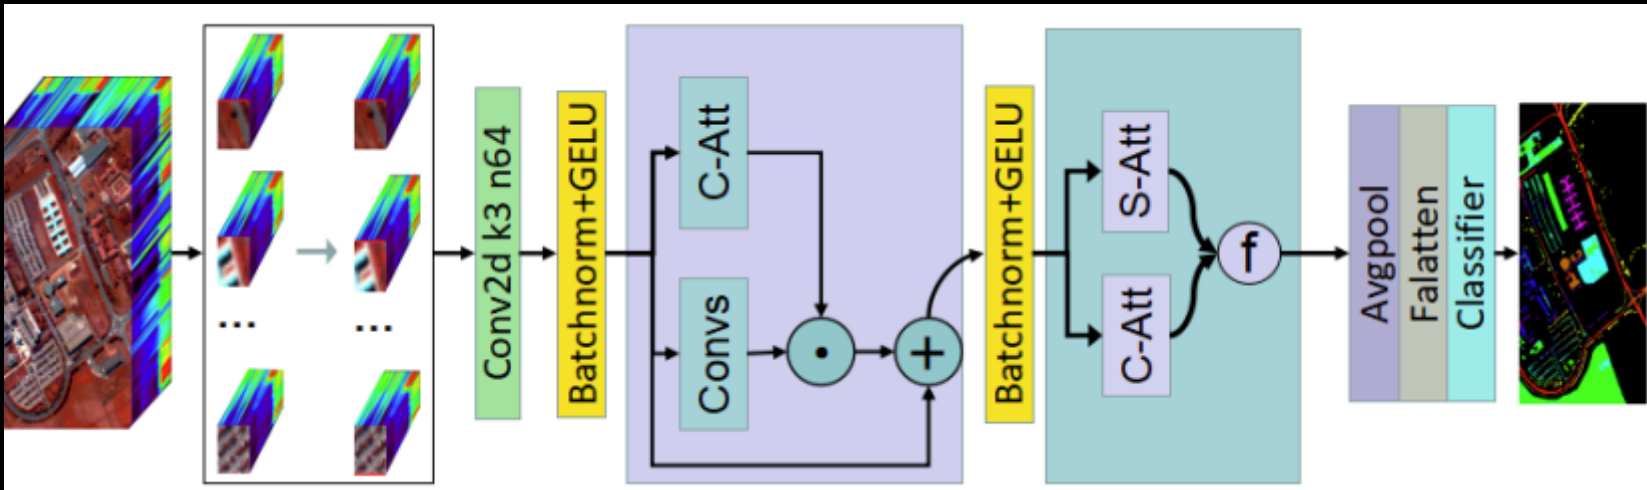 ...
...
Conv2d k3 n64
Batchnorm+GELU
C-Att
Convs
·
+
Batchnorm+GELU
S-Att
C-Att
f
Avgpool
Falatten
Classifier